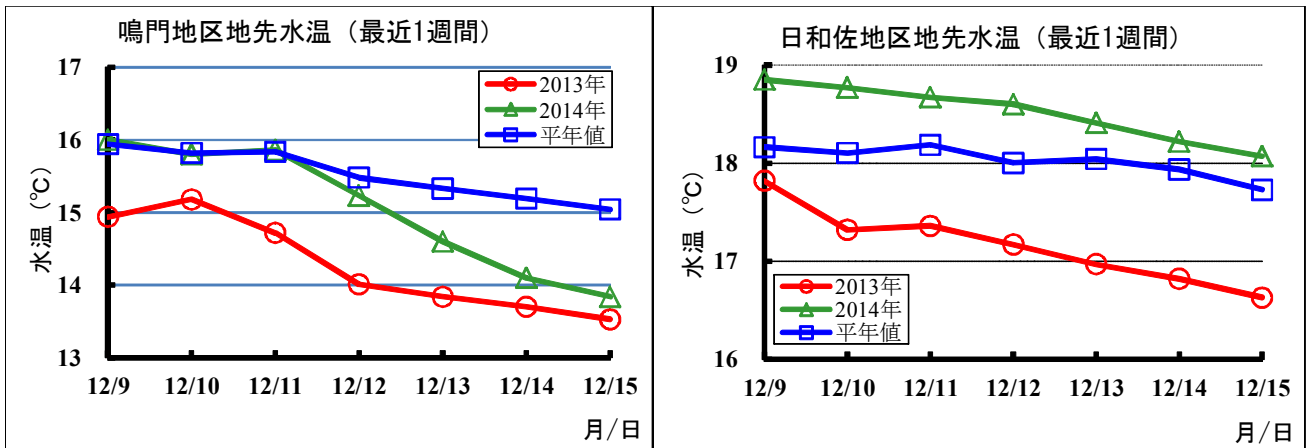 鳴門地区地先水温（最近1週間）
17
16
15
14
13
水温（℃）
2013年
2014年
平年値
12/9 12/10 12/11 12/12 12/13 12/14 12/15
月/日
日和佐地区地先水温（最近1週間）
19
18
17
16
水温（℃）
2013年
2014年
平年値
12/9 12/10 12/11 12/12 12/13 12/14 12/15
月/日